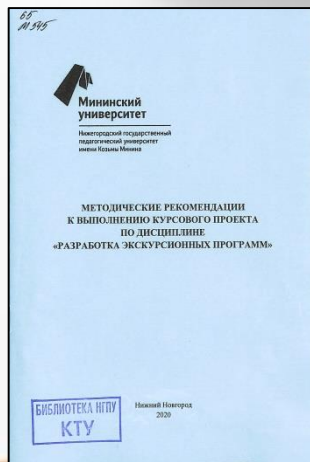 65
М 545
Мининский
университет
Нижегородский государственный
педагогический университет
имени Козьмы Минина
МЕТОДИЧЕСКИЕ РЕКОМЕНДАЦИИ
К ВЫПОЛНЕНИЮ КУРСОВОГО ПРОЕКТА
ПО ДИСЦИПЛИНЕ
«РАЗРАБОТКА ЭКСКУРСИОННЫХ ПРОГРАММ»
БИБЛИОТЕКА НГПУ
КТУ
Нижний Новгород
2020